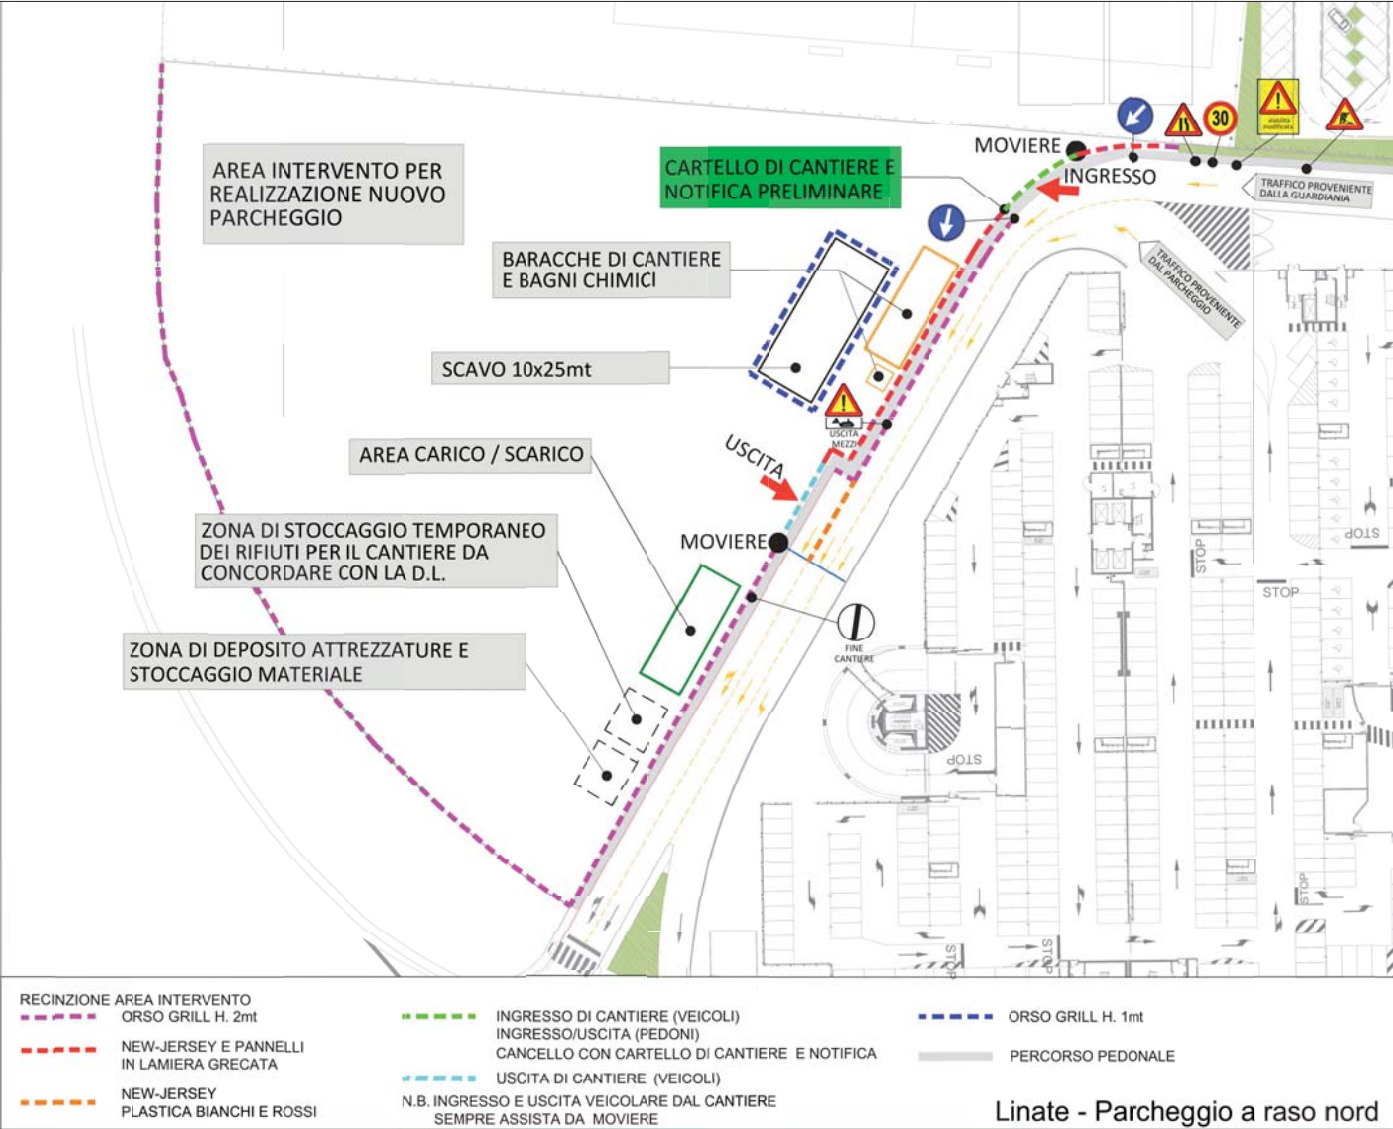 AREA INTERVENTO PER
REALIZZAZIONE NUOVO
PARCHEGGIO
CARTELLO DI CANTIERE E
NOTIFICA PRELIMINARE
MOVIERE
INGRESSO
30
viabilità
modificata
TRAFFICO PROVENIENTE
DALLA GUARDIANIA
TRAFFICO PROVENIENTE
DAL PARCHEGGIO
BARACCHE DI CANTIERE
E BAGNI CHIMICI
SCAVO 10x25mt
USCITA
MEZZI
USCITA
AREA CARICO / SCARICO
MOVIERE
ZONA DI STOCCAGGIO TEMPORANEO
DEI RIFIUTI PER IL CANTIERE DA
CONCORDARE CON LA D.L.
FINE
CANTIERE
ZONA DI DEPOSITO ATTREZZATURE E
STOCCAGGIO MATERIALE
STOP
STOP
STOP
STOP
STOP
STOP
STOP
RECINZIONE AREA INTERVENTO
ORSO GRILL H. 2mt
NEW-JERSEY E PANNELLI
IN LAMIERA GRECATA
NEW-JERSEY
PLASTICA BIANCHI E ROSSI
INGRESSO DI CANTIERE (VEICOLI)
INGRESSO/USCITA (PEDONI)
CANCELLO CON CARTELLO DI CANTIERE E NOTIFICA
USCITA DI CANTIERE (VEICOLI)
N.B. INGRESSO E USCITA VEICOLARE DAL CANTIERE
SEMPRE ASSISTA DA MOVIERE
ORSO GRILL H. 1mt
PERCORSO PEDONALE
Linate - Parcheggio a raso nord